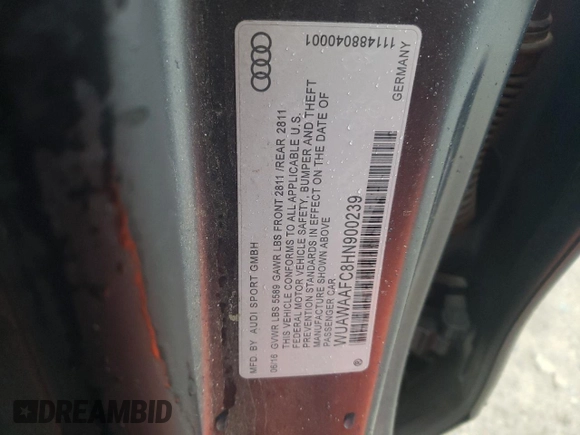 1114880400001
GERMANY
MFD. BY AUDI SPORT GMBH
06/16 GVWR LBS 5589 GAWR LBS FRONT 2811 /REAR 2811
THIS VEHICLE CONFORMS TO ALL APPLICABLE U.S.
FEDERAL MOTOR VEHICLE SAFETY, BUMPER AND THEFT
STANDARDS IN EFFECT ON THE DATE OF
MANUFACTURE SHOWN ABOVE
PASSENGER CAR
WUAWAAFC8HN900239
®
DREAMBID